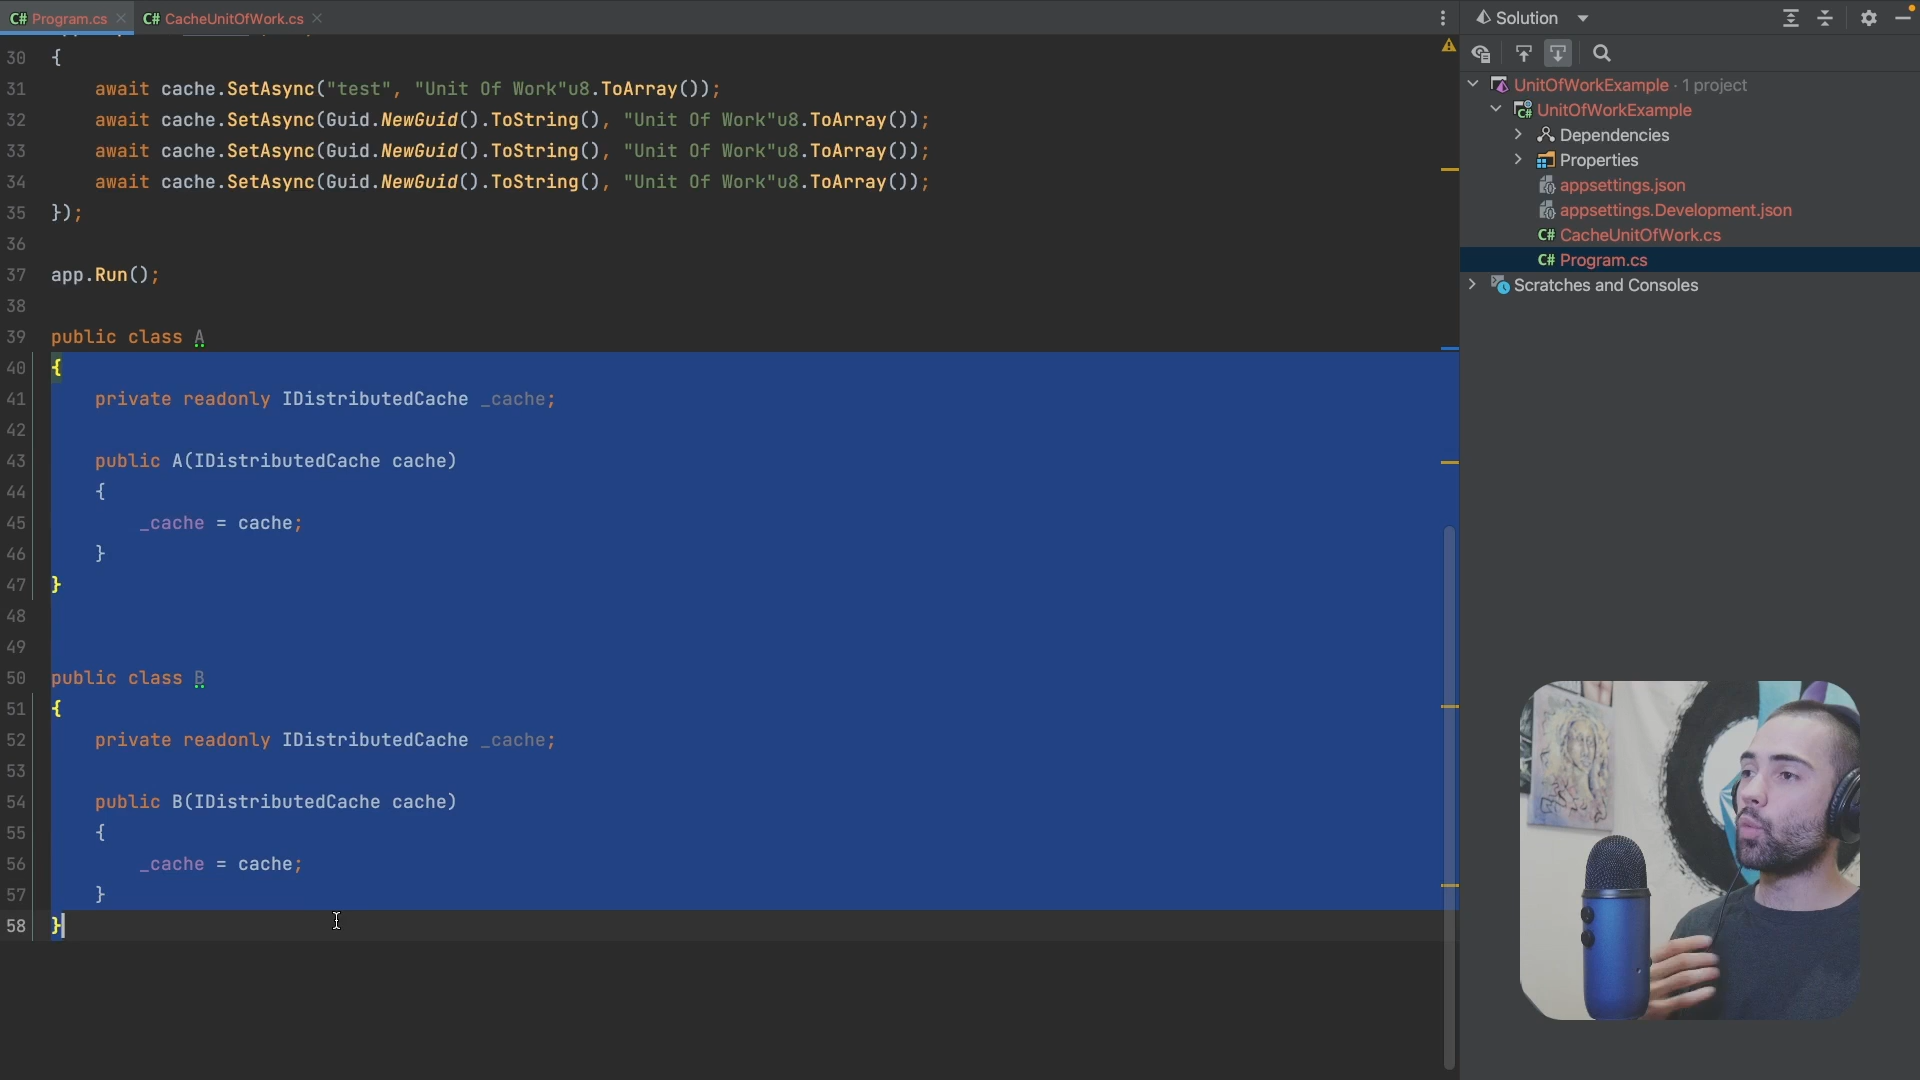 C# Program.cs
C# CacheUnitOfWork.cs
30 {
31 await cache.SetAsync("test", "Unit Of Work"u8.ToArray());
32 await cache.SetAsync(Guid.NewGuid().ToString(), "Unit Of Work"u8.ToArray());
33 await cache.SetAsync(Guid.NewGuid().ToString(), "Unit Of Work"u8.ToArray());
34 await cache.SetAsync(Guid.NewGuid().ToString(), "Unit Of Work"u8.ToArray());
35 });
36
37 app.Run();
38
39 public class A
40 {
41 private readonly IDistributedCache _cache;
42
43 public A(IDistributedCache cache)
44 {
45 _cache = cache;
46 }
47 }
48
49
50 public class B
51 {
52 private readonly IDistributedCache _cache;
53
54 public B(IDistributedCache cache)
55 {
56 _cache = cache;
57 }
58 }
Solution
UnitOfWorkExample · 1 project
UnitOfWorkExample
Dependencies
Properties
appsettings.json
appsettings.Development.json
C# CacheUnitOfWork.cs
C# Program.cs
Scratches and Consoles